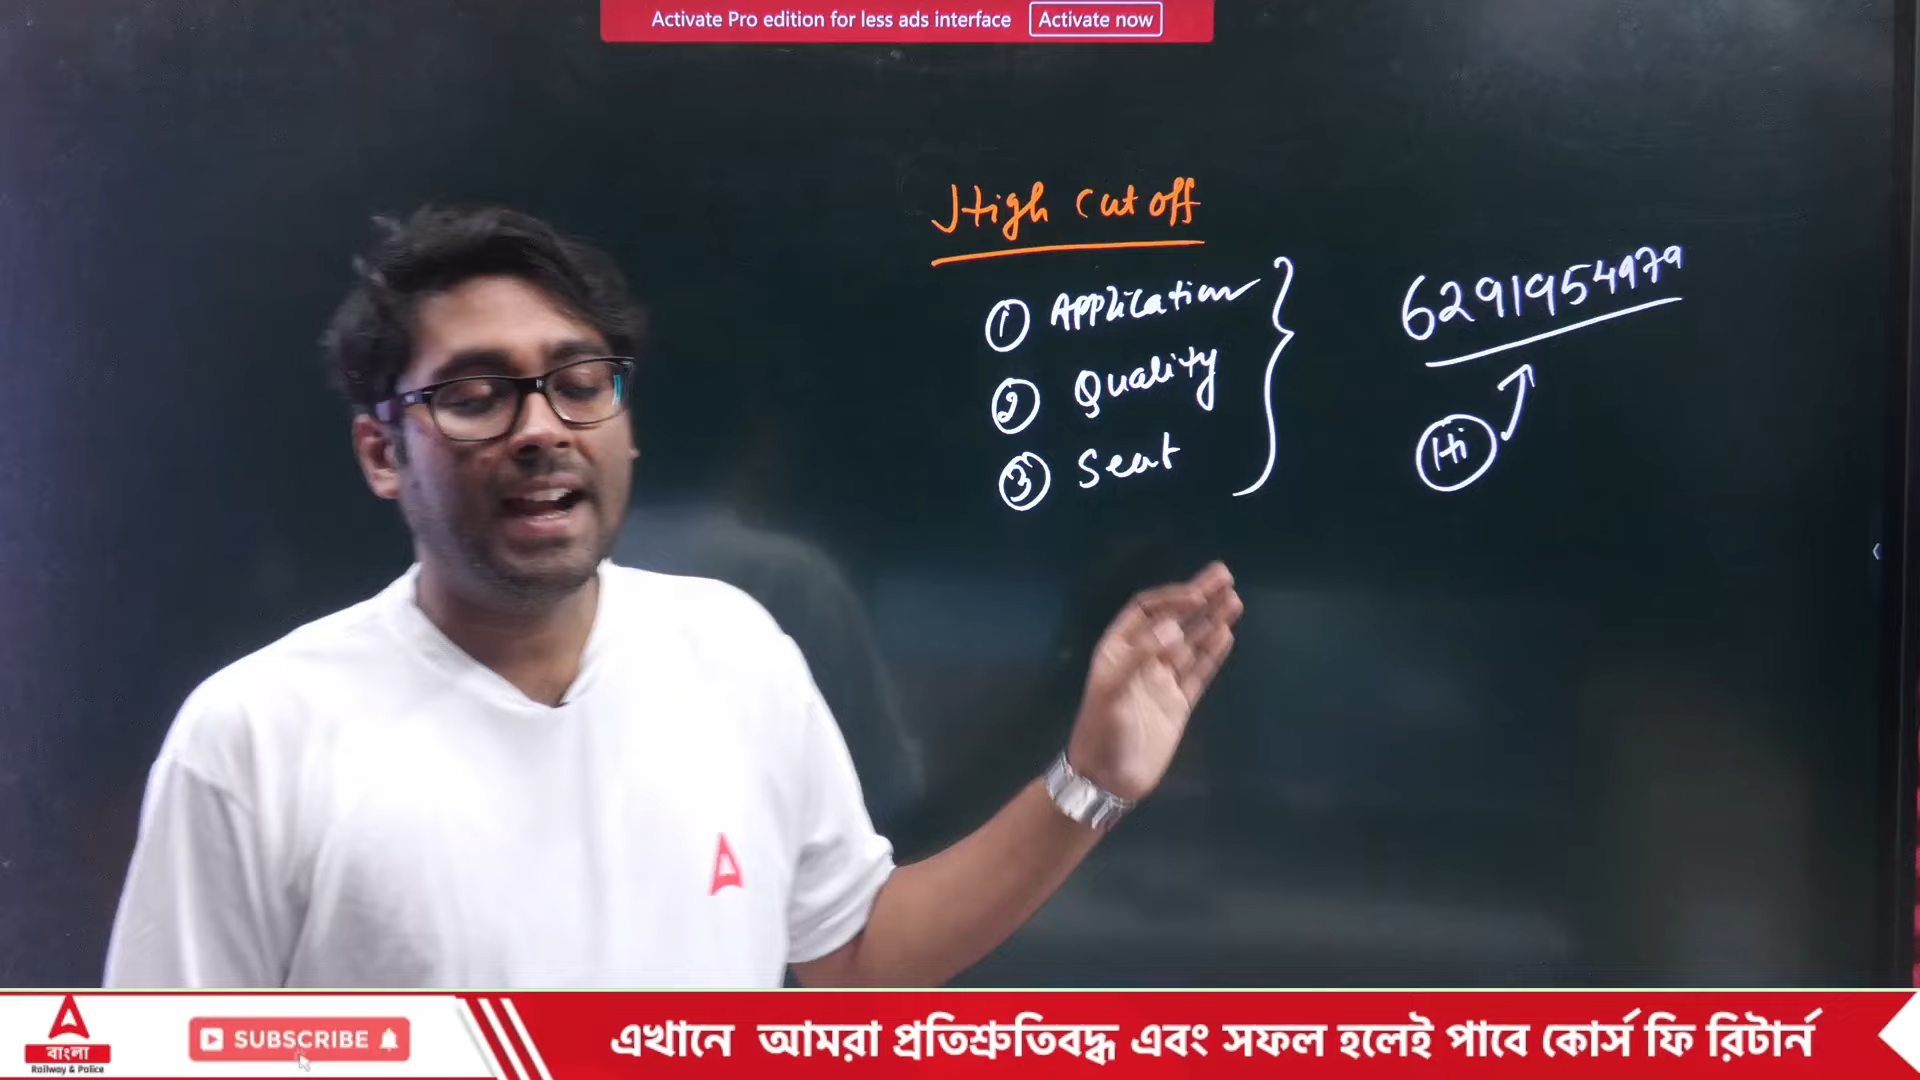 Activate Pro edition for less ads interface Activate now
High Cut off
① Application
② Quality
③ Seat
6291954979
Hi
A
বাংলা
Railway & Police
SUBSCRIBE
এখানে আমরা প্রতিশ্রুতিবদ্ধ এবং সফল হলেই পাবে কোর্স ফি রিটার্ন